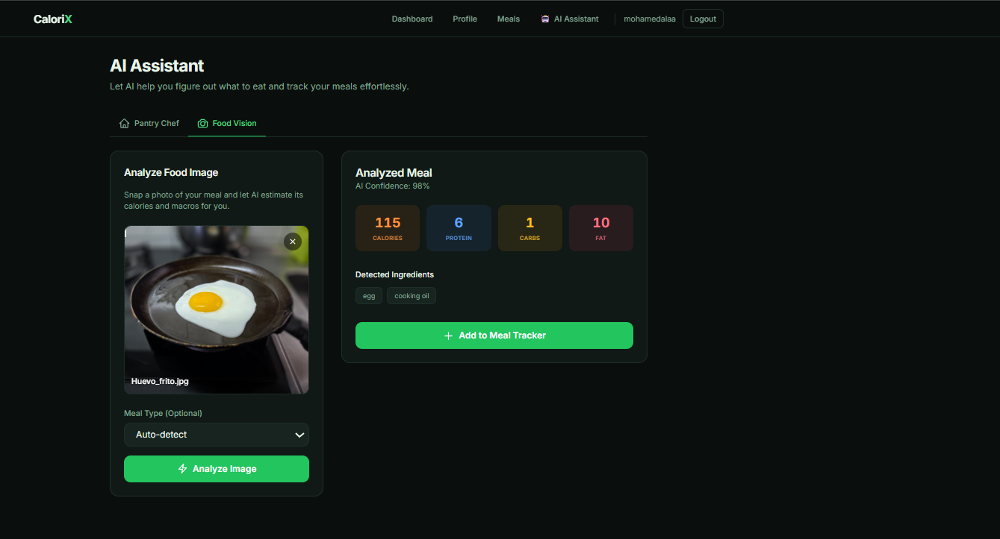 CaloriX
Dashboard Profile Meals AI Assistant mohamedalaa Logout
AI Assistant
Let AI help you figure out what to eat and track your meals effortlessly.
Pantry Chef Food Vision
Analyze Food Image
Snap a photo of your meal and let AI estimate its
calories and macros for you.
Huevo_frito.jpg
Meal Type (Optional)
Auto-detect
Analyze Image
Analyzed Meal
AI Confidence: 98%
115 6 1 10
CALORIES PROTEIN CARBS FAT
Detected Ingredients
egg cooking oil
Add to Meal Tracker